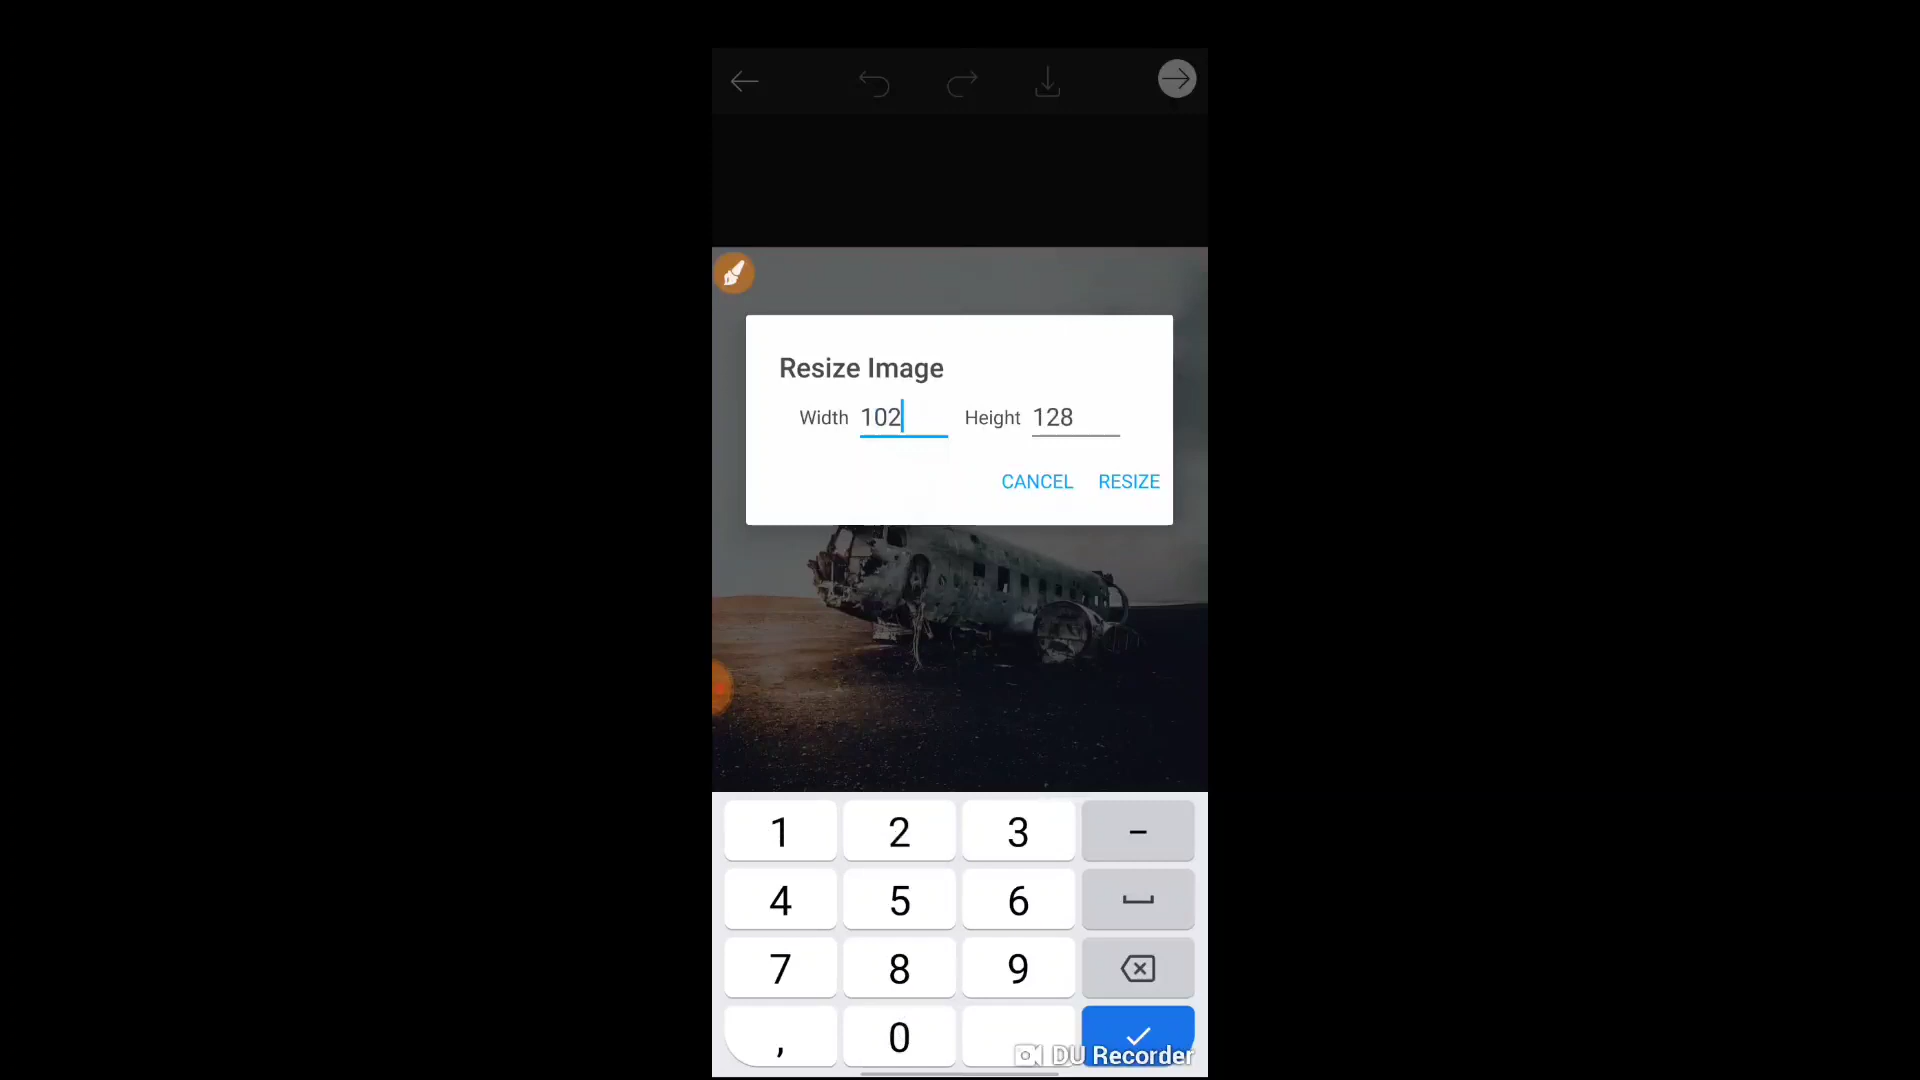 Resize Image
Width 102 Height 128
CANCEL RESIZE
1 2 3 –
4 5 6
7 8 9
, 0
DU Recorder